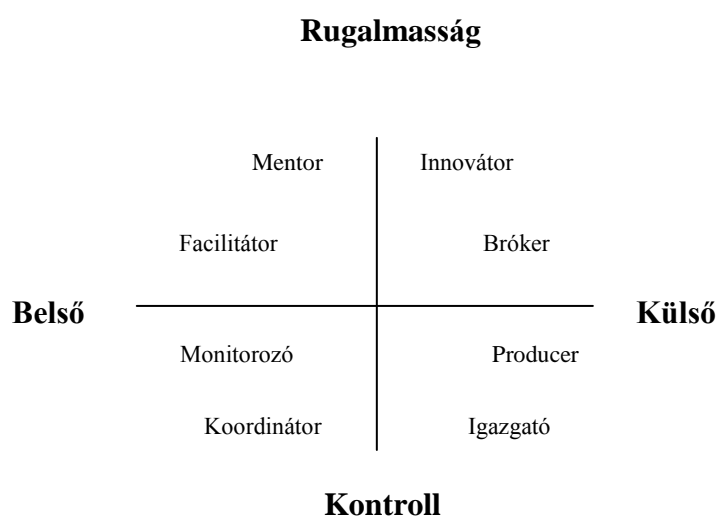 Rugalmasság
Mentor Innovátor
Facilitátor Bróker
Belső Külső
Monitorozó Producer
Koordinátor Igazgató
Kontroll